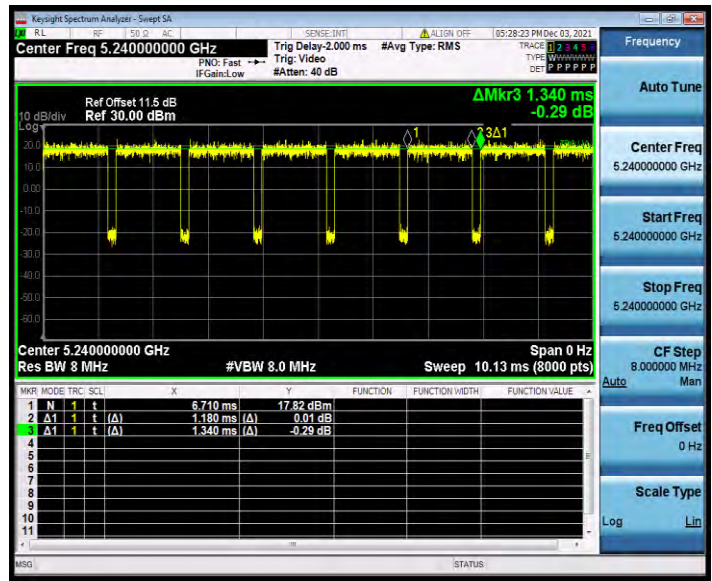 Keysight Spectrum Analyzer - Swept SA
RL RF 50 Ω AC SENSE:INT ALIGN OFF 05:28:23 PM Dec 03, 2021
Center Freq 5.240000000 GHz
PNO: Fast
IFGain:Low
Trig Delay-2.000 ms
Trig: Video
#Atten: 40 dB
#Avg Type: RMS
TRACE 1 2 3 4 5 6
TYPE WWWWWW
DET P P P P P P
ΔMkr3 1.340 ms
-0.29 dB
Ref Offset 11.5 dB
Ref 30.00 dBm
10 dB/div
Log
20.0
10.0
0.00
-10.0
-20.0
-30.0
-40.0
-50.0
-60.0
1
2 3Δ1
Center 5.240000000 GHz Span 0 Hz
Res BW 8 MHz #VBW 8.0 MHz Sweep 10.13 ms (8000 pts)
MKR MODE TRC SCL X Y FUNCTION FUNCTION WIDTH FUNCTION VALUE
1 N 1 t 6.710 ms 17.82 dBm
2 Δ1 1 t (Δ) 1.180 ms (Δ) 0.01 dB
3 Δ1 1 t (Δ) 1.340 ms (Δ) -0.29 dB
4
5
6
7
8
9
10
11
MSG STATUS
Frequency
Auto Tune
Center Freq
5.240000000 GHz
Start Freq
5.240000000 GHz
Stop Freq
5.240000000 GHz
CF Step
8.000000 MHz
Auto Man
Freq Offset
0 Hz
Scale Type
Log Lin